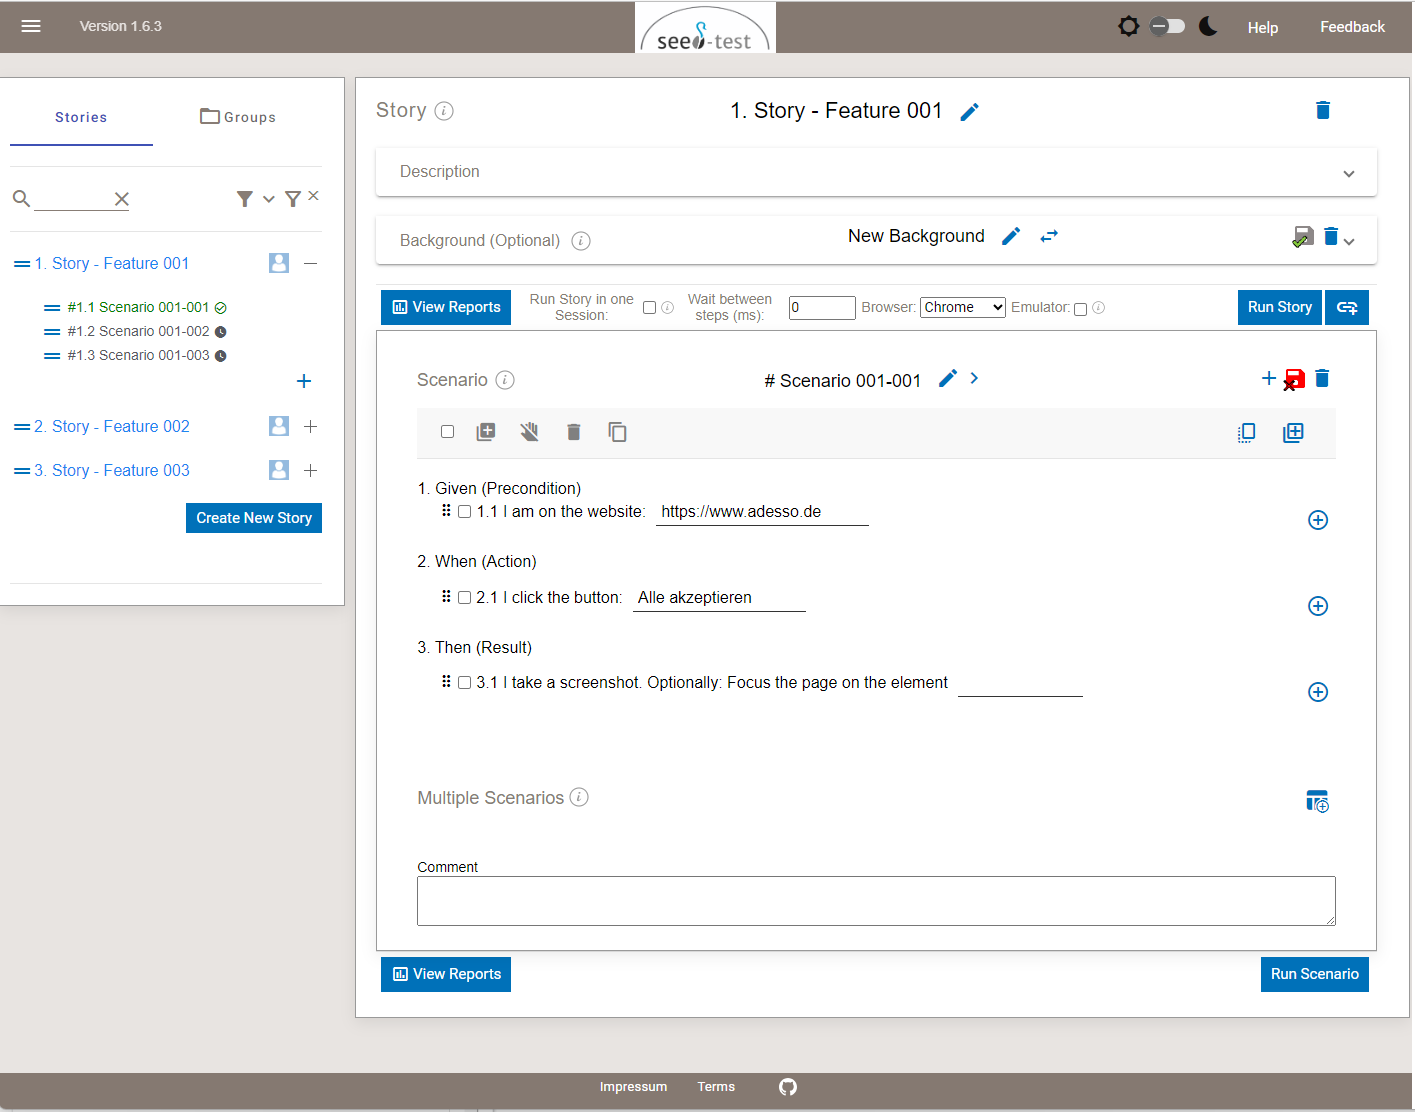 Version 1.6.3
seed-test
Help
Feedback
Stories
Groups
1. Story - Feature 001
#1.1 Scenario 001-001
#1.2 Scenario 001-002
#1.3 Scenario 001-003
2. Story - Feature 002
3. Story - Feature 003
Create New Story
Story
1. Story - Feature 001
Description
Background (Optional)
New Background
View Reports
Run Story in one
Session:
Wait between
steps (ms):
0
Browser:
Chrome
Emulator:
Run Story
Scenario
# Scenario 001-001
1. Given (Precondition)
1.1 I am on the website: https://www.adesso.de
2. When (Action)
2.1 I click the button: Alle akzeptieren
3. Then (Result)
3.1 I take a screenshot. Optionally: Focus the page on the element
Multiple Scenarios
Comment
View Reports
Run Scenario
Impressum
Terms